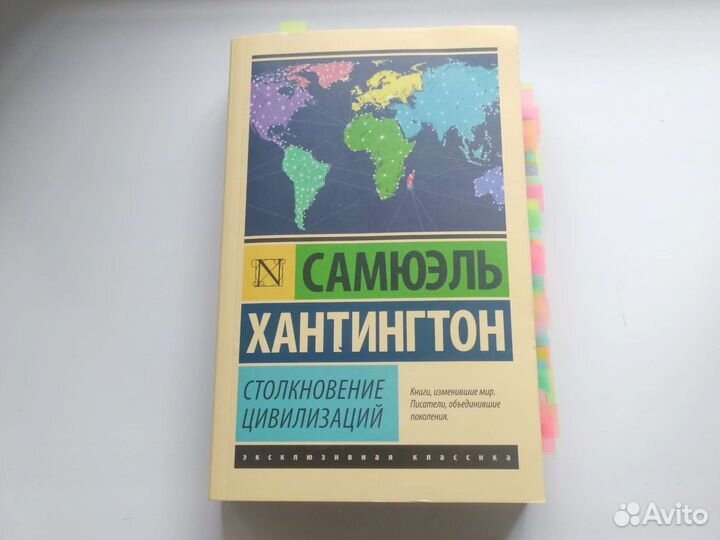 N
САМЮЭЛЬ
ХАНТИНГТОН
СТОЛКНОВЕНИЕ
ЦИВИЛИЗАЦИЙ
Книги, изменившие мир.
Писатели, объединившие
поколения.
эксклюзивная классика
Avito